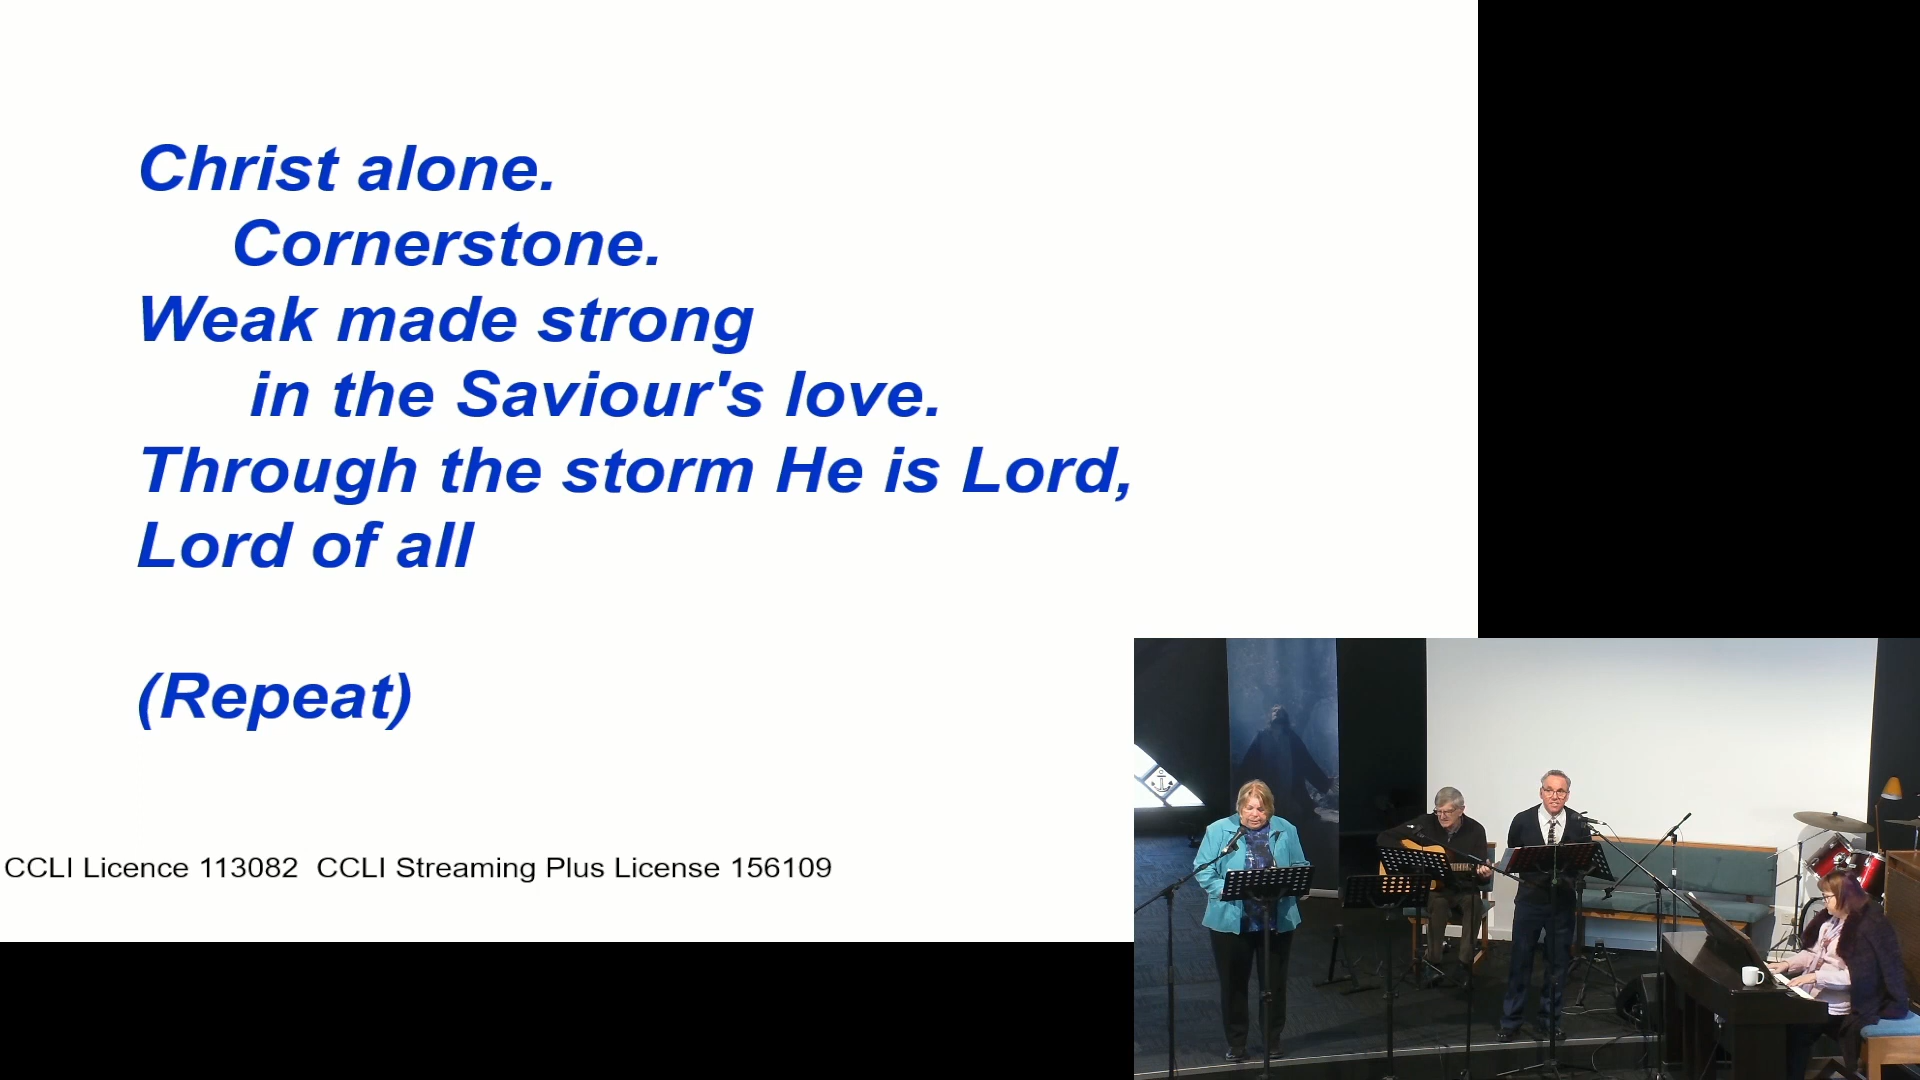 Christ alone.
Cornerstone.
Weak made strong
in the Saviour's love.
Through the storm He is Lord,
Lord of all
(Repeat)
CCLI Licence 113082  CCLI Streaming Plus License 156109